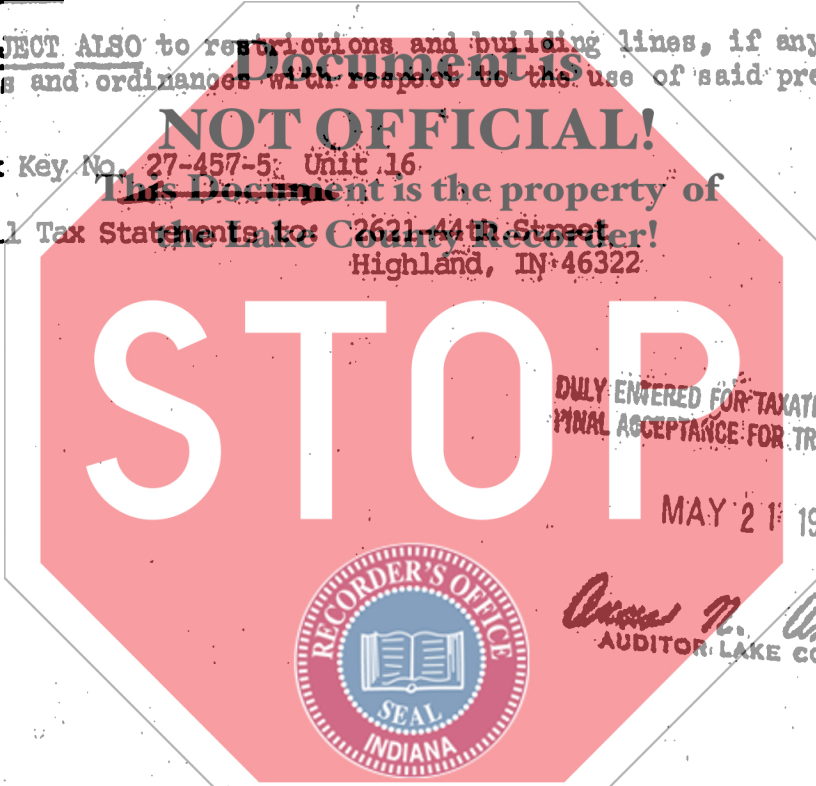 JECT ALSO to restrictions and building lines, if any
Document is
s and ordinances with respect to the use of said pre
NOT OFFICIAL!
Key No. 27-457-5; Unit 16
This Document is the property of
l Tax Statements to: 2621 44th Street
the Lake County Recorder!
Highland, IN 46322
STOP
DULY ENTERED FOR TAXATI
FINAL ACCEPTANCE FOR TR
MAY 21 19
AUDITOR LAKE CO
RECORDER'S OFFICE
SEAL
INDIANA